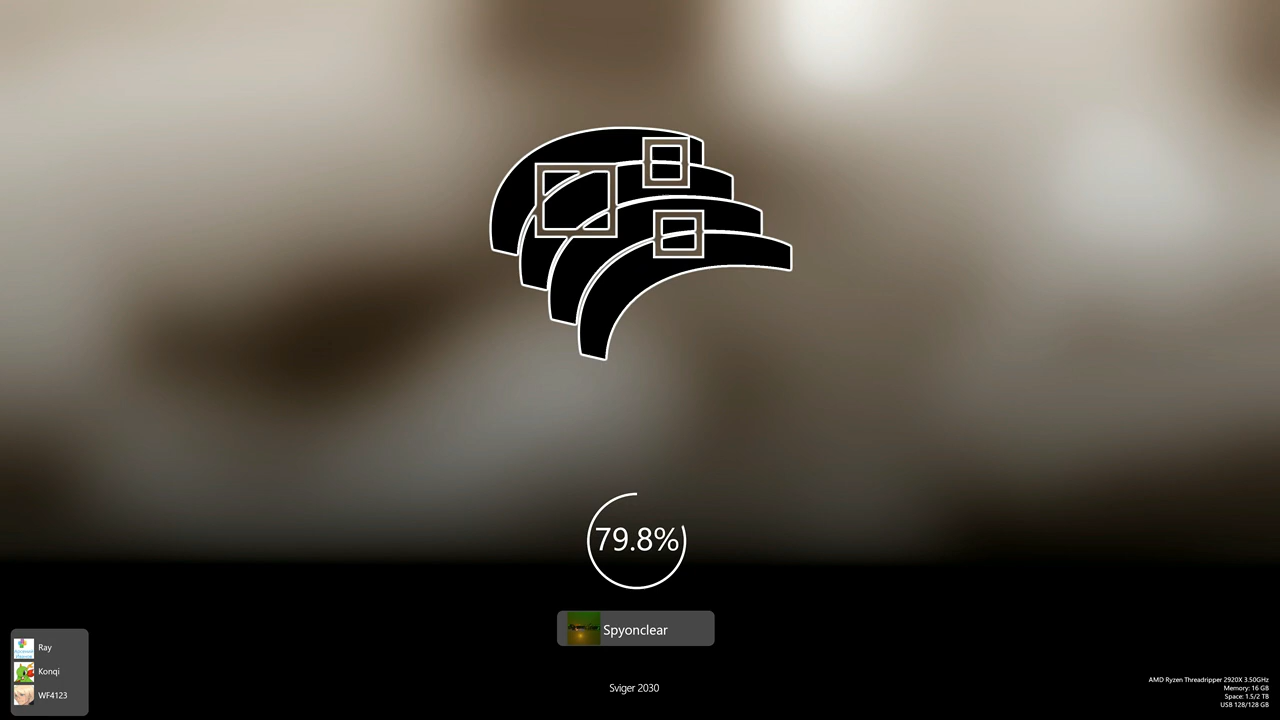 79.8%
Spyonclear
Ray
Konqi
WF4123
Sviger 2030
AMD Ryzen Threadripper 2920X 3.50GHz
Memory: 16 GB
Space: 1.5/2 TB
USB 128/128 GB